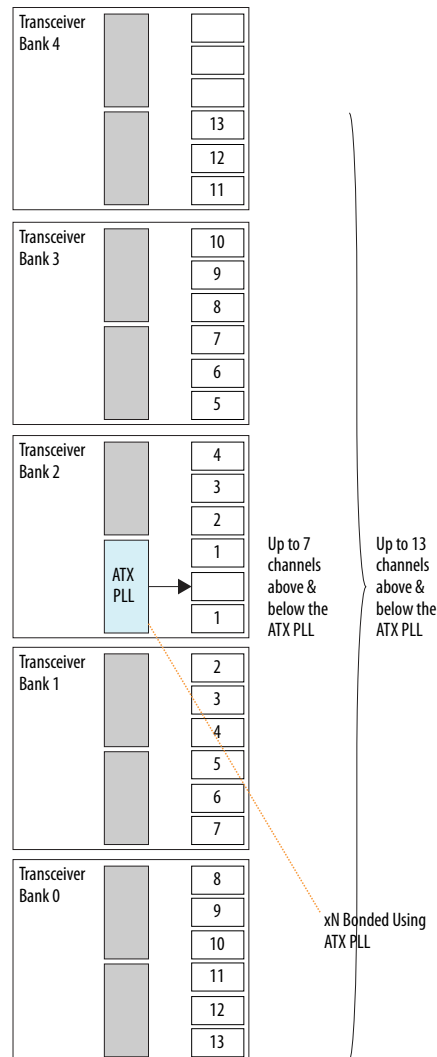 Transceiver
Bank 4
13
12
11
Transceiver
Bank 3
10
9
8
7
6
5
Transceiver
Bank 2
4
3
2
1
ATX
PLL
1
Up to 7
channels
above &
below the
ATX PLL
Up to 13
channels
above &
below the
ATX PLL
Transceiver
Bank 1
2
3
4
5
6
7
Transceiver
Bank 0
8
9
10
11
12
13
xN Bonded Using
ATX PLL